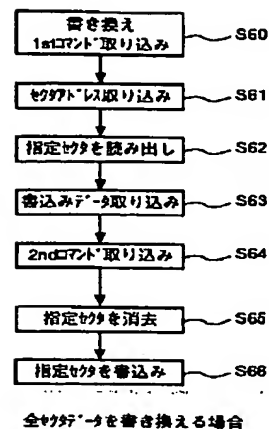 書き換え
1stコマンド取り込み
S60
セクタアドレス取り込み
S61
指定セクタを読み出し
S62
書込みデータ取り込み
S63
2ndコマンド取り込み
S64
指定セクタを消去
S65
指定セクタを書込み
S66
全セクタデータを書き換える場合